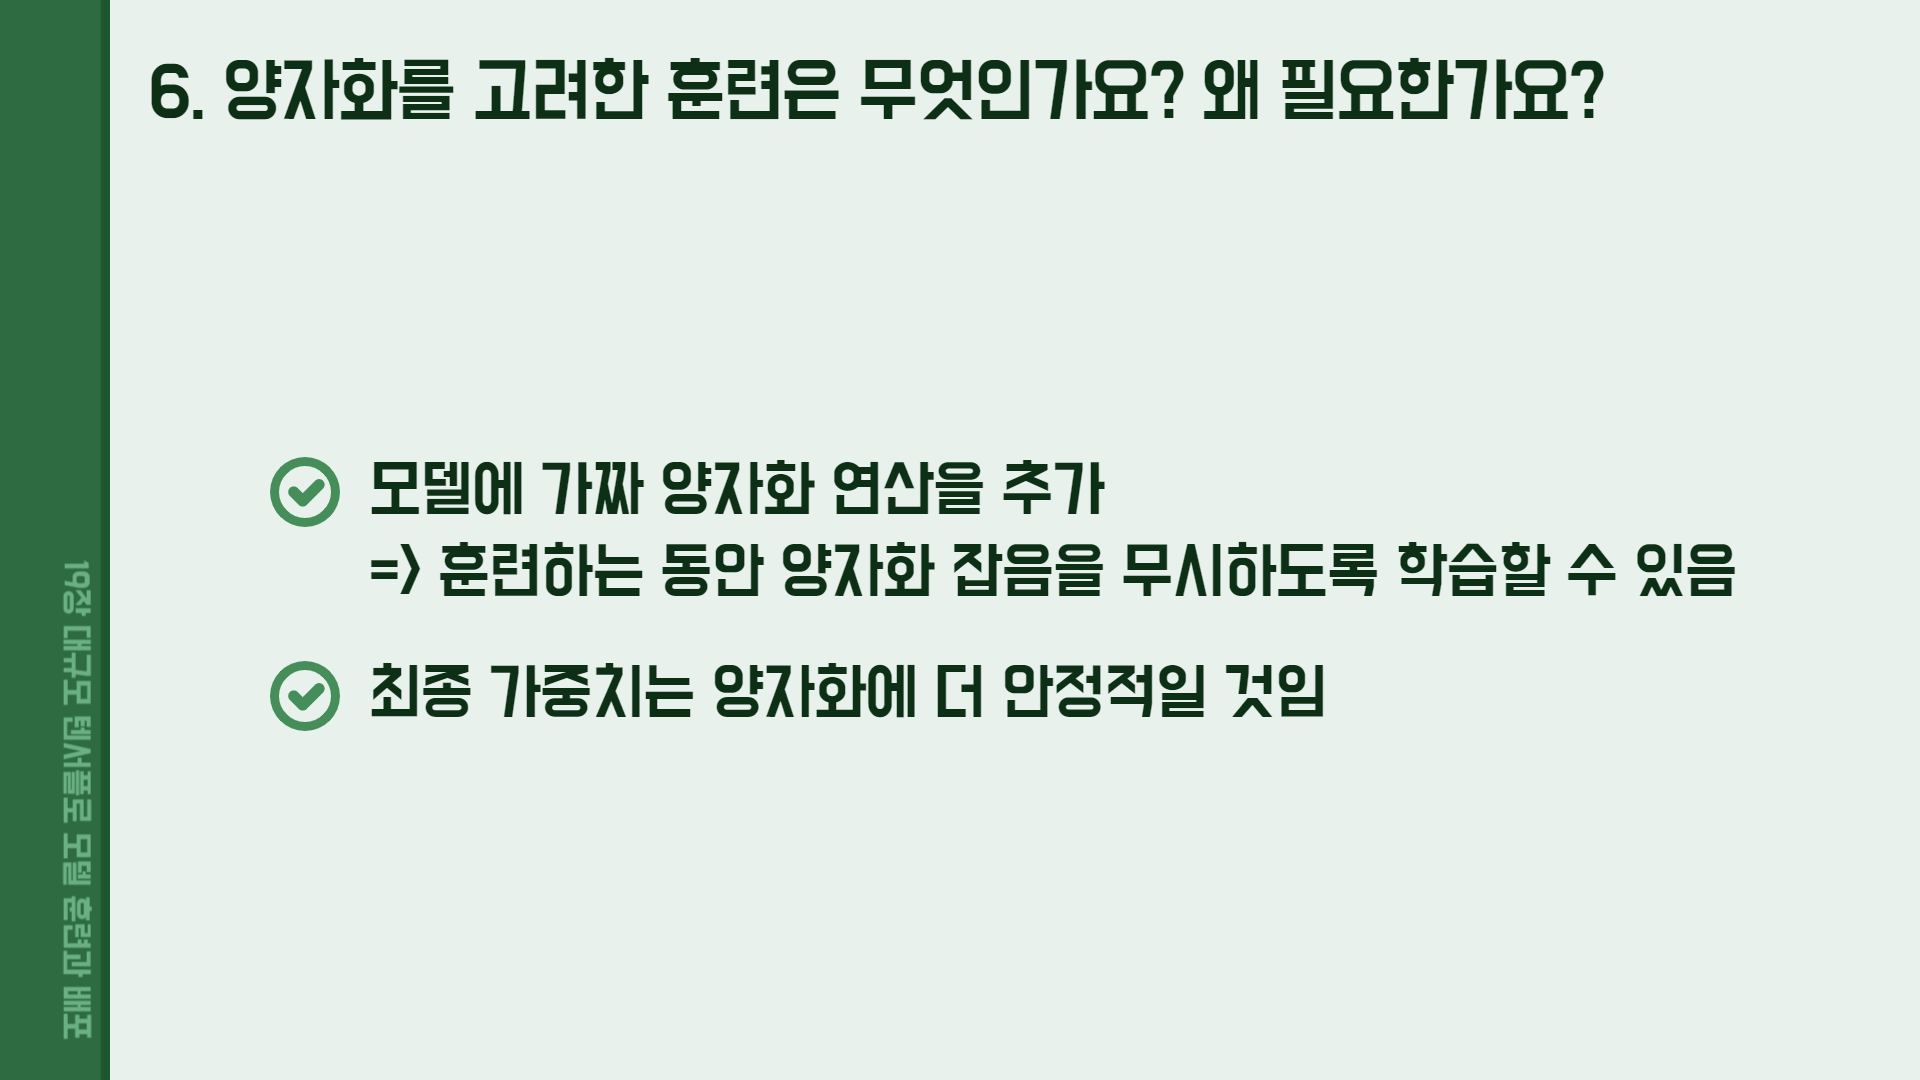 6. 양자화를 고려한 훈련은 무엇인가요? 왜 필요한가요?
모델에 가짜 양자화 연산을 추가
=> 훈련하는 동안 양자화 잡음을 무시하도록 학습할 수 있음
최종 가중치는 양자화에 더 안정적일 것임
19장 대규모 텐서플로 모델 훈련과 배포